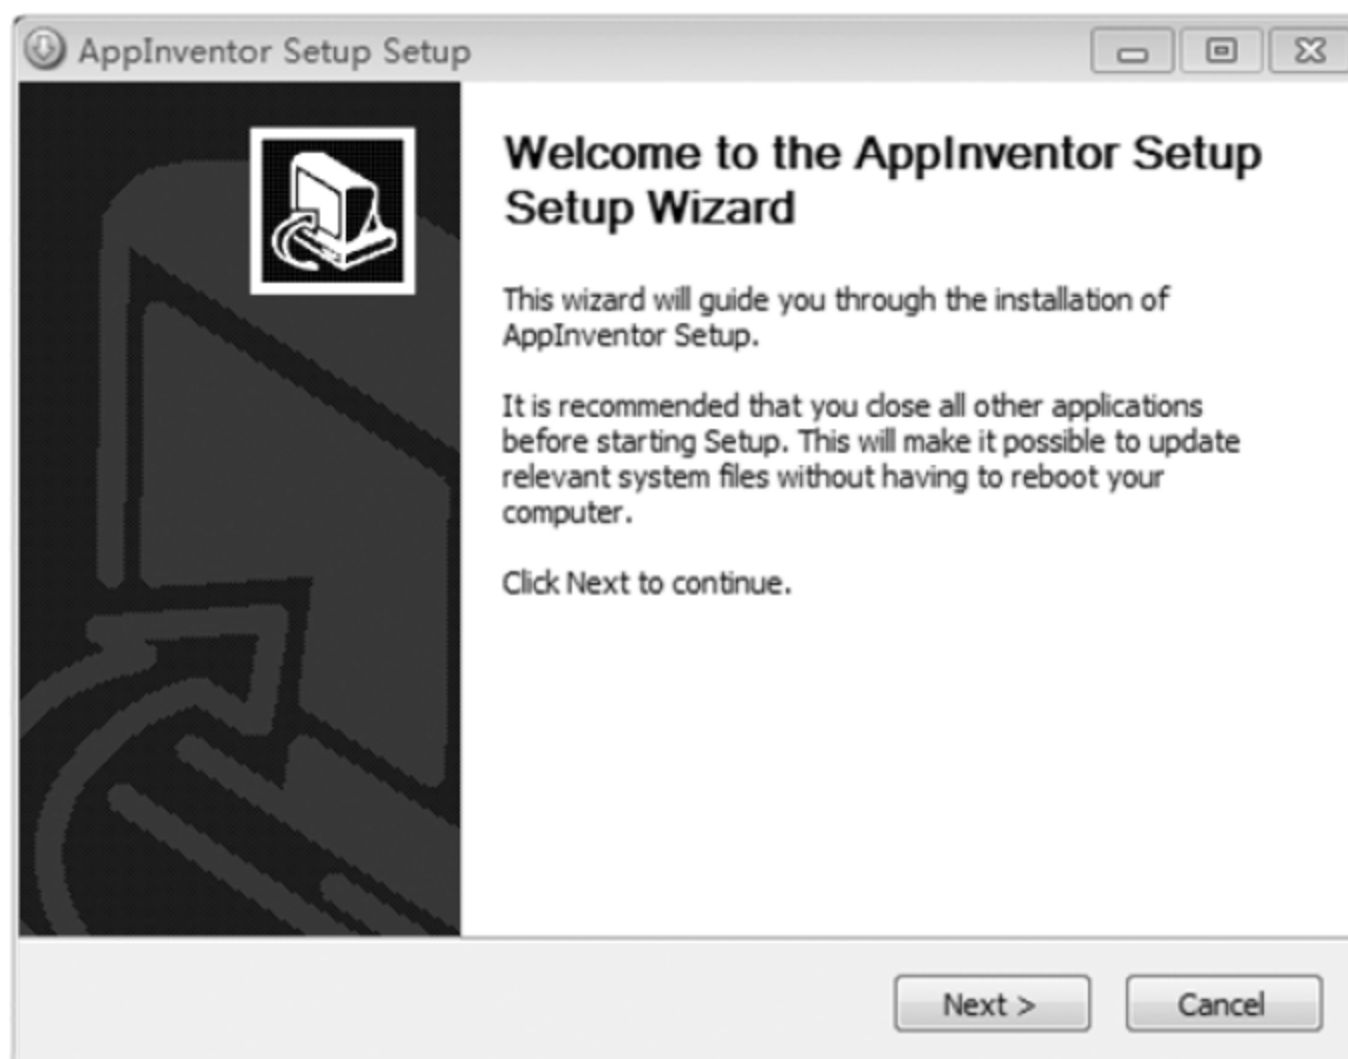 AppInventor Setup Setup
Welcome to the AppInventor Setup
Setup Wizard
This wizard will guide you through the installation of
AppInventor Setup.
It is recommended that you close all other applications
before starting Setup. This will make it possible to update
relevant system files without having to reboot your
computer.
Click Next to continue.
Next >
Cancel